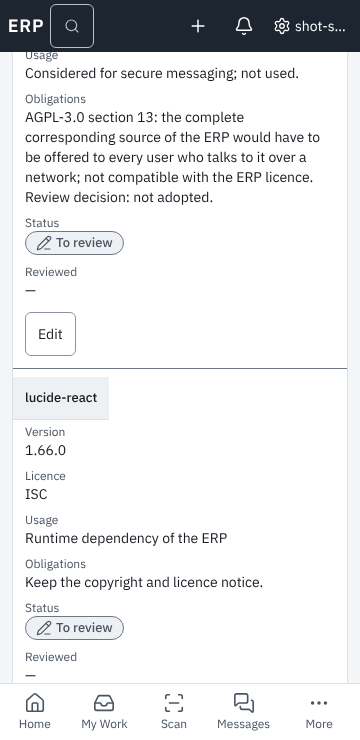 ERP
shot-s...
Usage
Considered for secure messaging; not used.
Obligations
AGPL-3.0 section 13: the complete
corresponding source of the ERP would have to
be offered to every user who talks to it over a
network; not compatible with the ERP licence.
Review decision: not adopted.
Status
To review
Reviewed
—
Edit
lucide-react
Version
1.66.0
Licence
ISC
Usage
Runtime dependency of the ERP
Obligations
Keep the copyright and licence notice.
Status
To review
Reviewed
—
Home
My Work
Scan
Messages
More